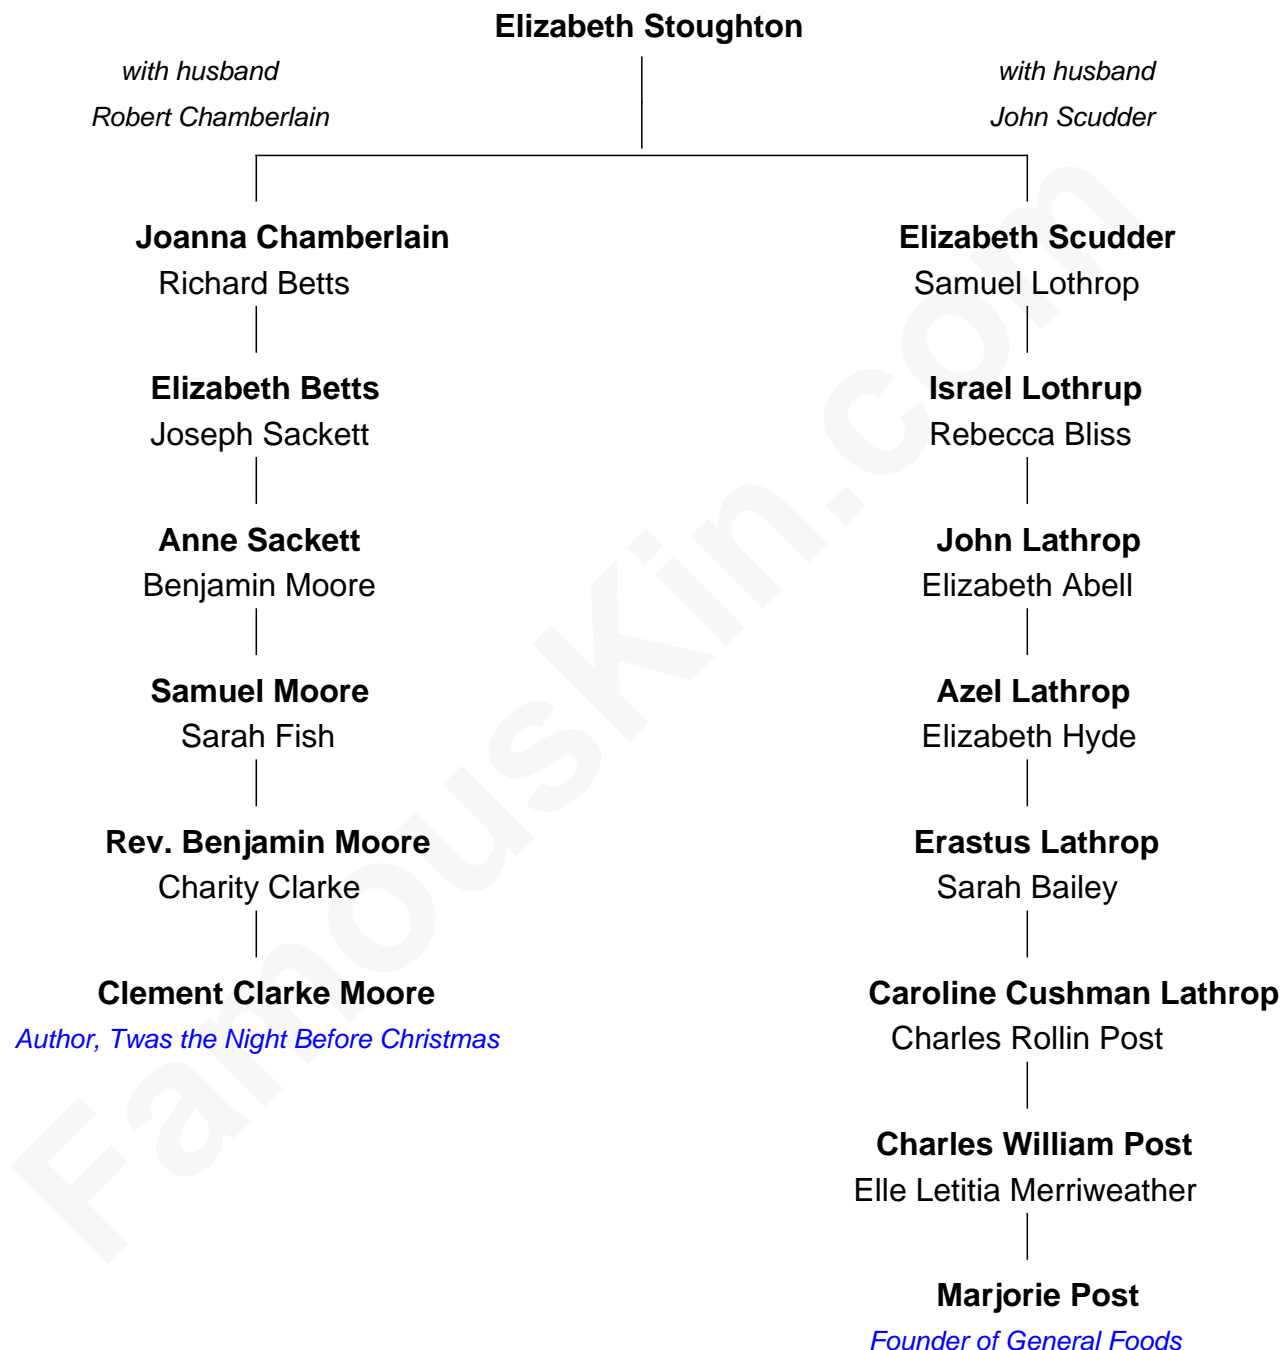 Elizabeth Stoughton
with husband
Robert Chamberlain
with husband
John Scudder
Joanna Chamberlain
Richard Betts
Elizabeth Betts
Joseph Sackett
Anne Sackett
Benjamin Moore
Samuel Moore
Sarah Fish
Rev. Benjamin Moore
Charity Clarke
Clement Clarke Moore
Author, Twas the Night Before Christmas
Elizabeth Scudder
Samuel Lothrop
Israel Lothrup
Rebecca Bliss
John Lathrop
Elizabeth Abell
Azel Lathrop
Elizabeth Hyde
Erastus Lathrop
Sarah Bailey
Caroline Cushman Lathrop
Charles Rollin Post
Charles William Post
Elle Letitia Merriweather
Marjorie Post
Founder of General Foods
FamousKin.com